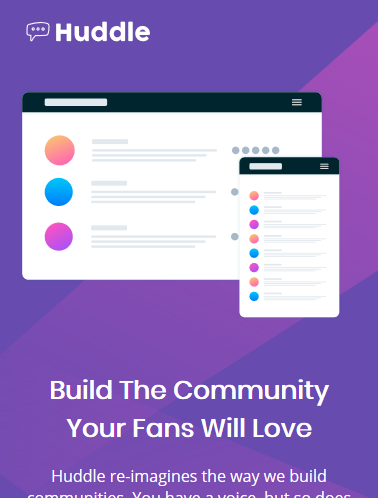 Huddle
Build The Community
Your Fans Will Love
Huddle re-imagines the way we build
communities. You have a voice, but so does